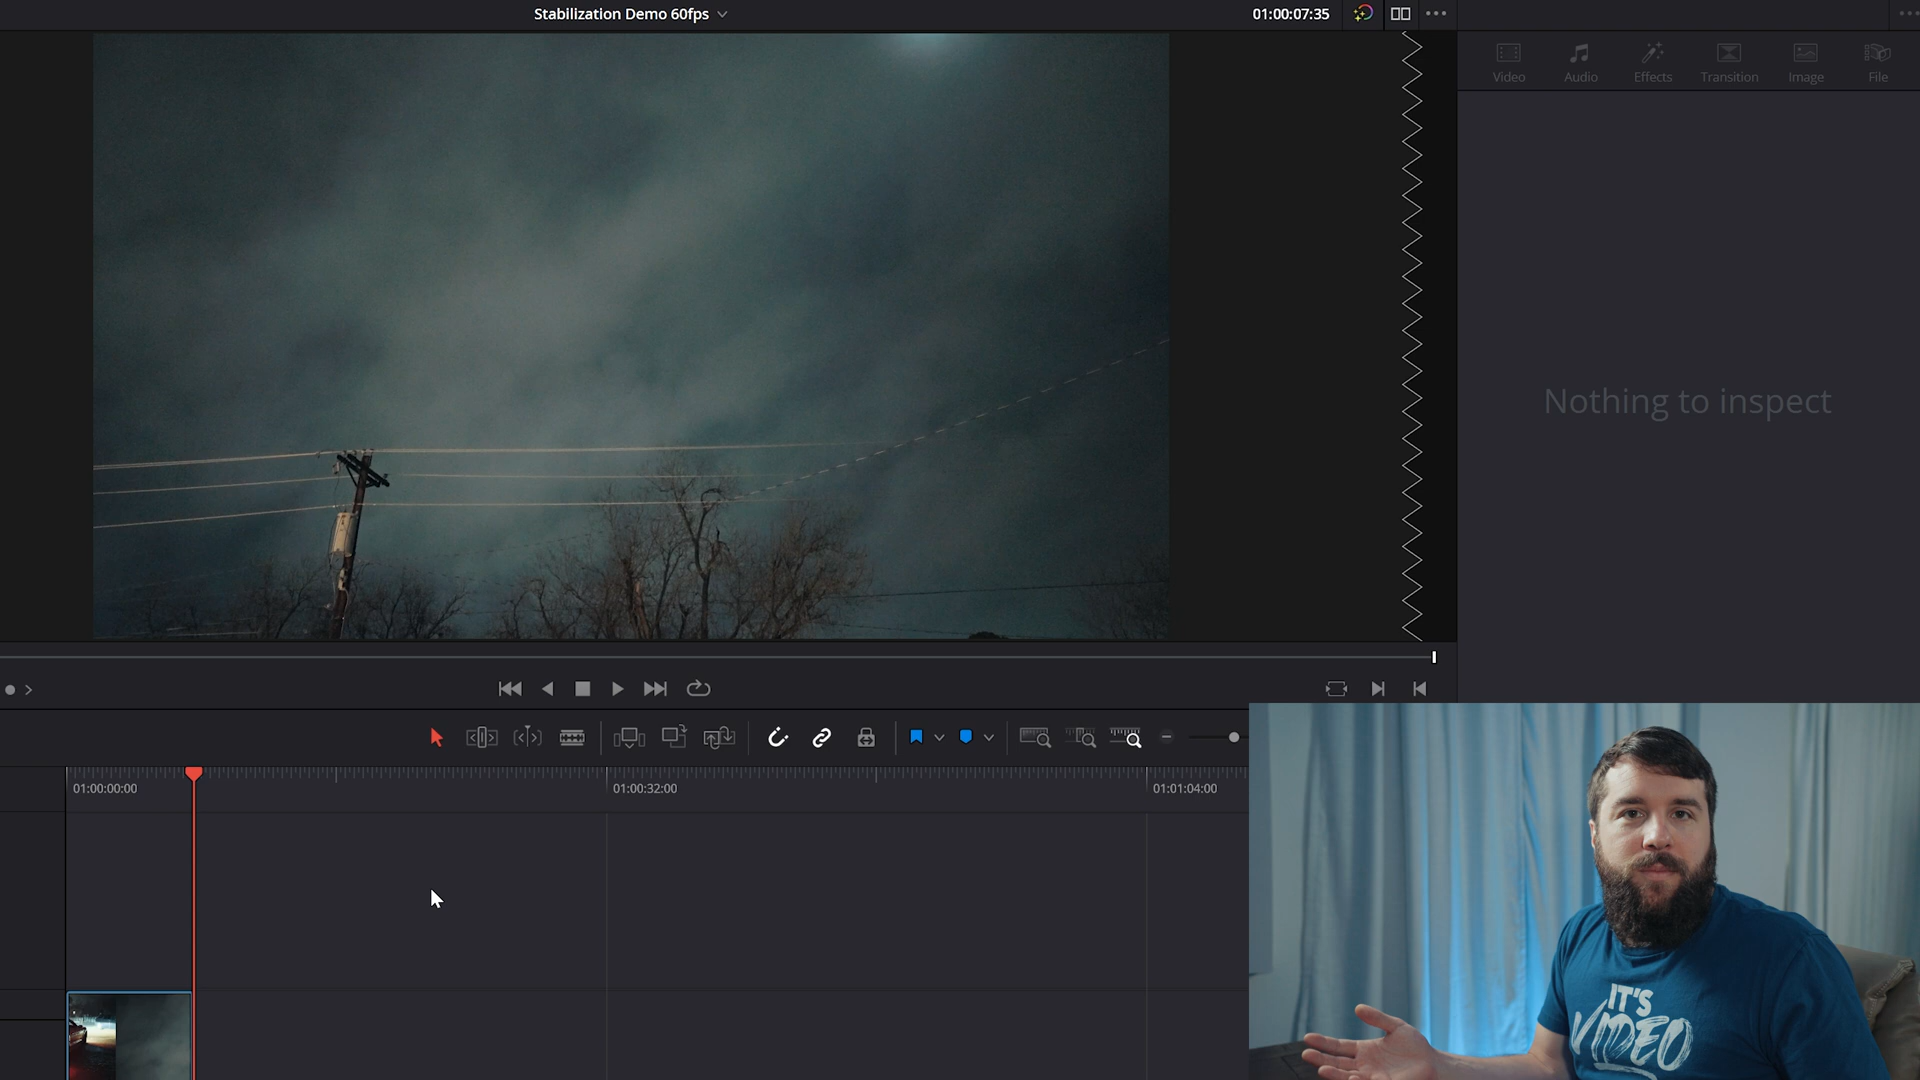 Stabilization Demo 60fps
01:00:07:35
Video
Audio
Effects
Transition
Image
File
Nothing to inspect
01:00:00:00
01:00:32:00
01:01:04:00
IT'S
VIDEO